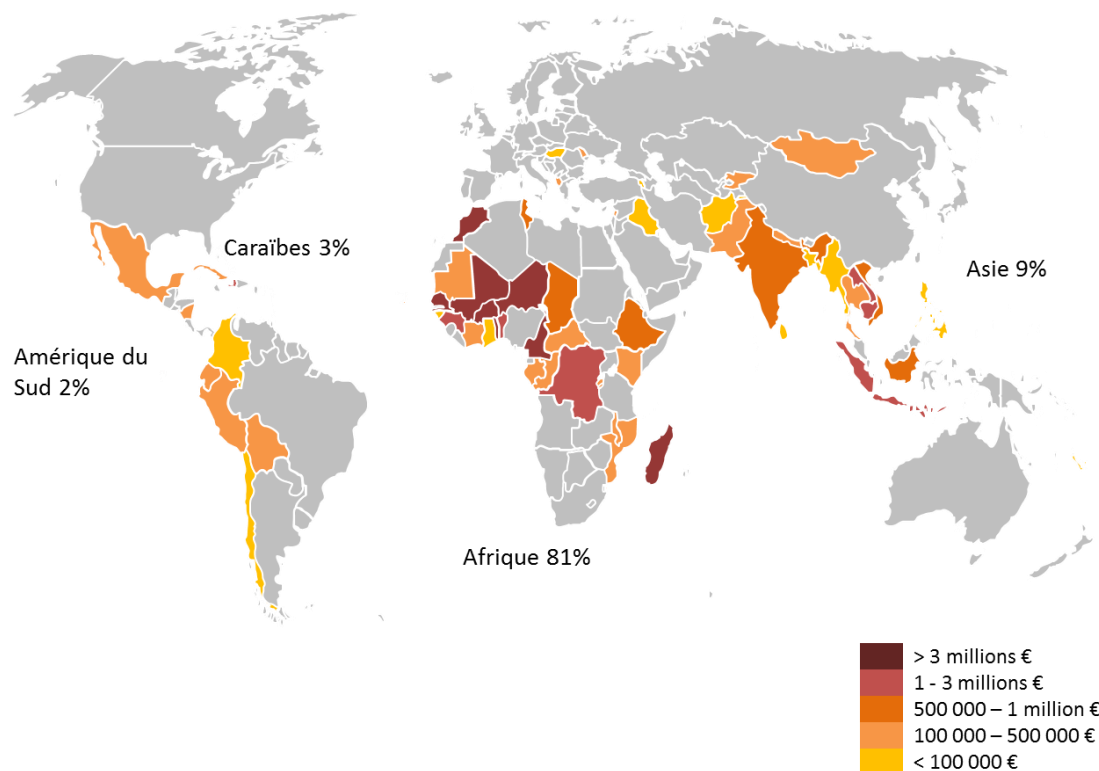 Caraïbes 3%
Asie 9%
Amérique du
Sud 2%
Afrique 81%
> 3 millions €
1 - 3 millions €
500 000 – 1 million €
100 000 – 500 000 €
< 100 000 €